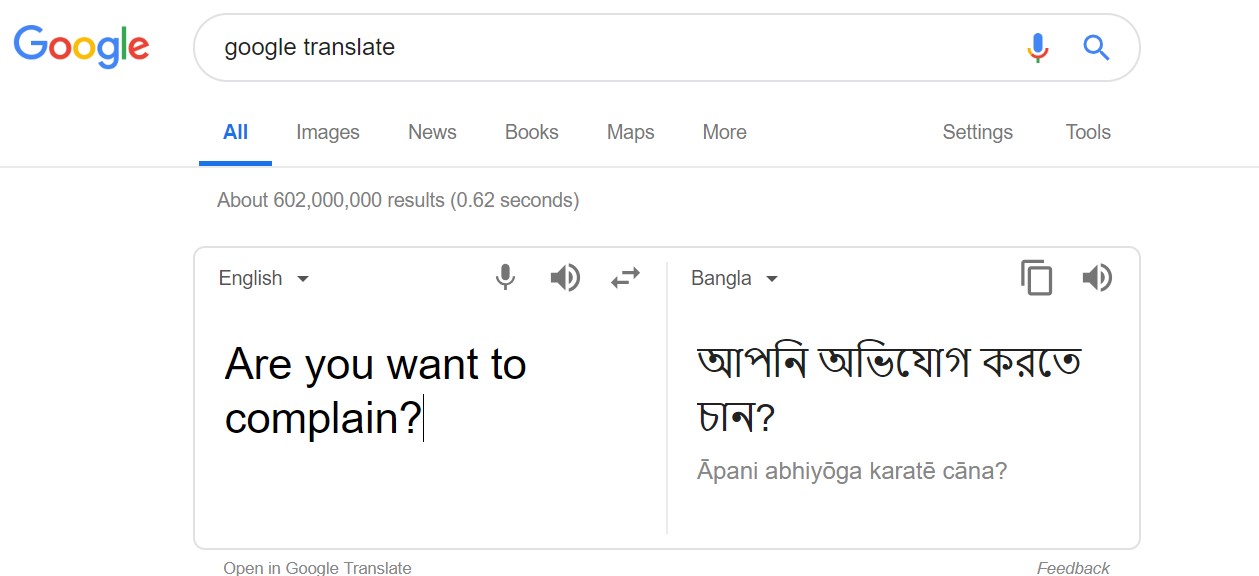 Google
google translate
All Images News Books Maps More Settings Tools
About 602,000,000 results (0.62 seconds)
English
Are you want to
complain?
Bangla
আপনি অভিযোগ করতে
চান?
Āpani abhiyōga karatē cāna?
Open in Google Translate
Feedback